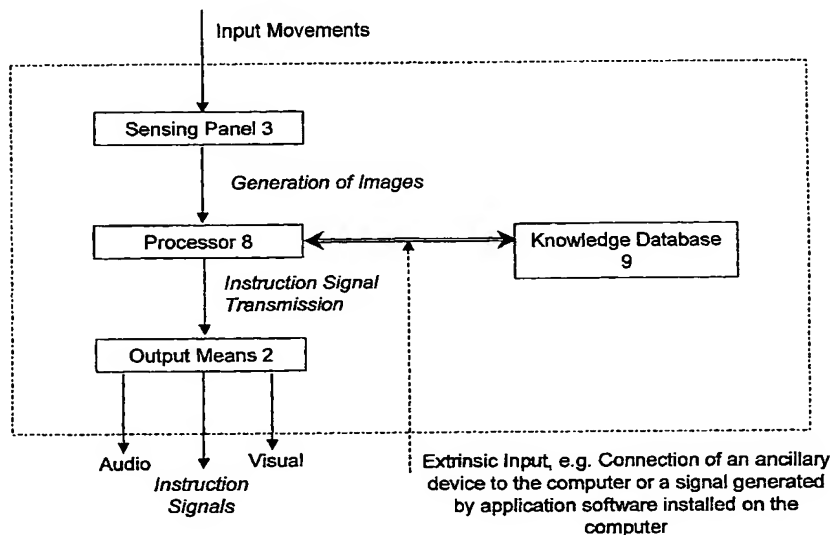 Input Movements
Sensing Panel 3
Generation of Images
Processor 8
Knowledge Database
9
Instruction Signal
Transmission
Output Means 2
Audio
Visual
Instruction
Signals
Extrinsic Input, e.g. Connection of an ancillary
device to the computer or a signal generated
by application software installed on the
computer